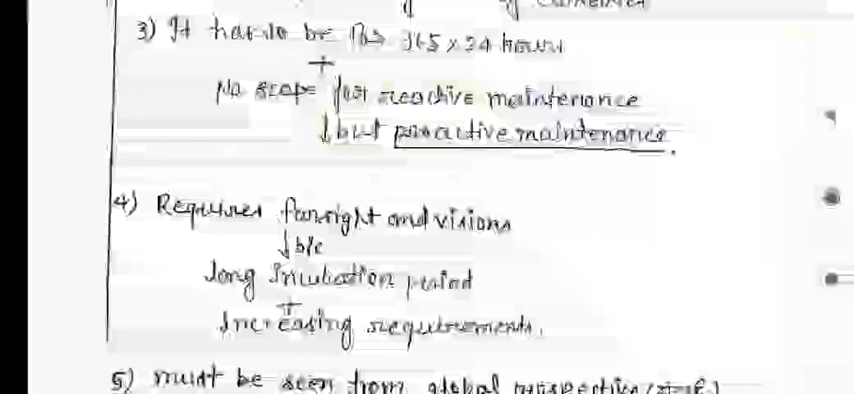 3) It has to be 365 x 24 hours
+
No scope for reactive maintenance
↓ but proactive maintenance.
4) Requires farsight and visions
↓ b/c
long incubation period
+
Increasing requirements.
5) must be seen from global perspective